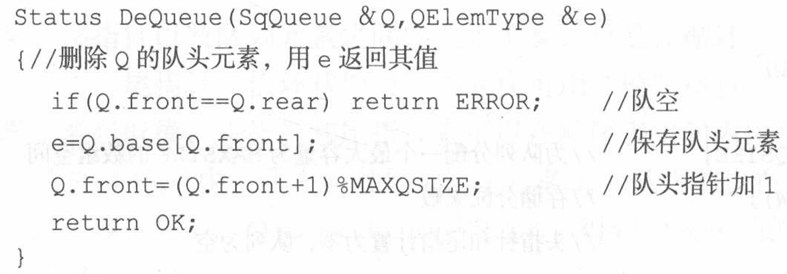 Status DeQueue(SqQueue &Q,QElemType &e)
{//删除 Q 的队头元素，用 e 返回其值
if(Q.front==Q.rear) return ERROR; //队空
e=Q.base[Q.front]; //保存队头元素
Q.front=(Q.front+1)%MAXQSIZE; //队头指针加 1
return OK;
}